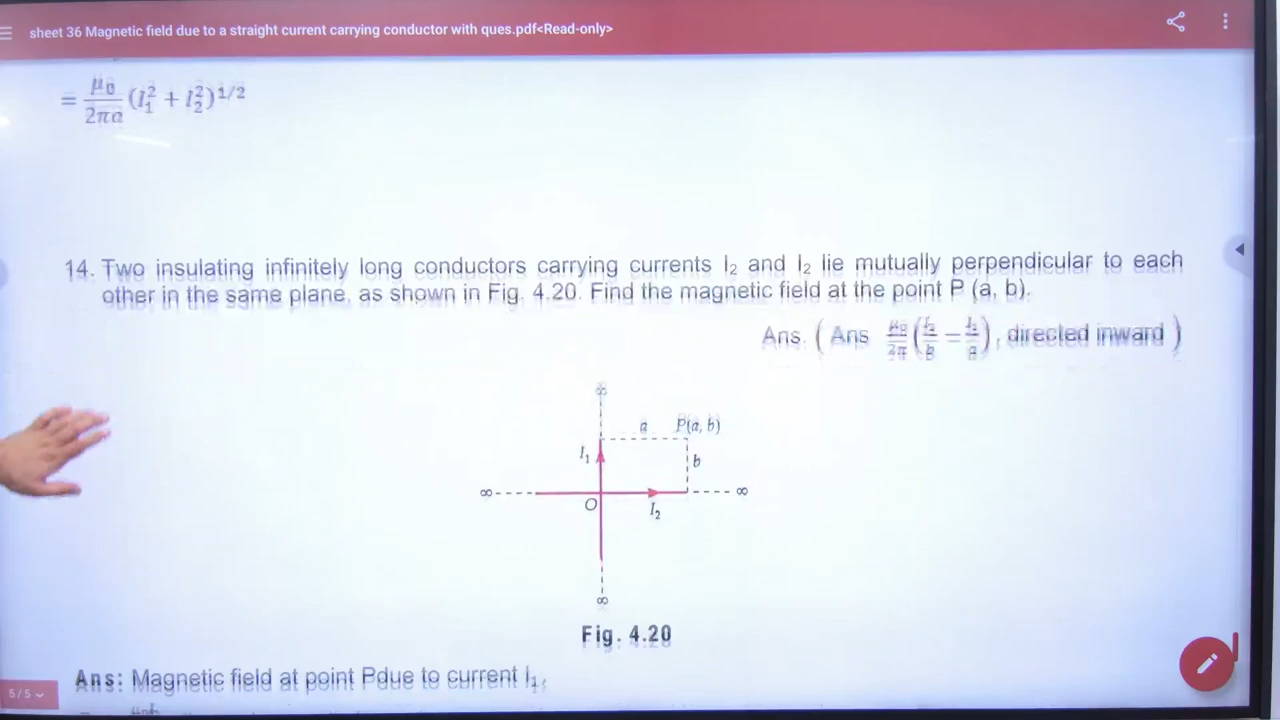 sheet 36 Magnetic field due to a straight current carrying conductor with ques.pdf<Read-only>
= μ₀/2πa (I₁² + I₂²)^1/2
14. Two insulating infinitely long conductors carrying currents I₂ and I₂ lie mutually perpendicular to each
other in the same plane, as shown in Fig. 4.20. Find the magnetic field at the point P (a, b).
Ans. ( Ans μ₀/2π (I₂/b − I₁/a), directed inward )
∞
a P(a, b)
I₁ b
∞ ∞
O I₂
∞
Fig. 4.20
Ans: Magnetic field at point Pdue to current I₁,
5/5